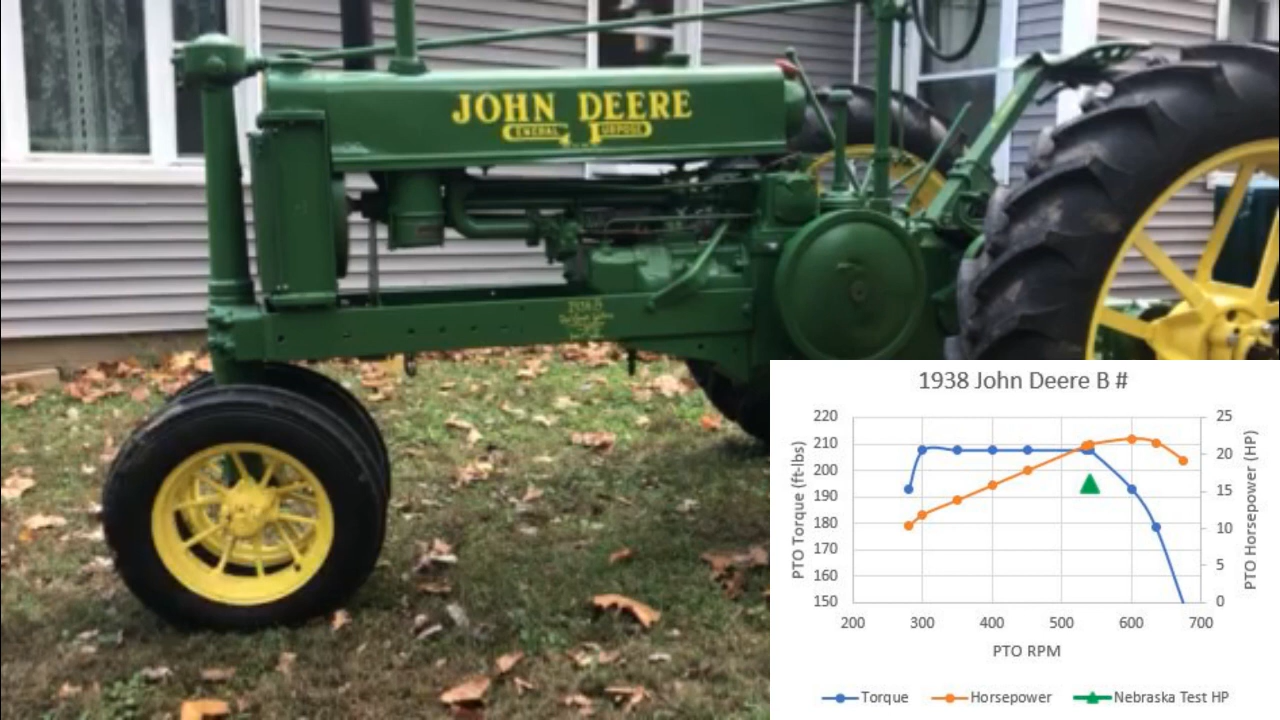 JOHN DEERE
GENERAL PURPOSE
1938 John Deere B #
220
210
200
190
180
170
160
150
PTO Torque (ft-lbs)
25
20
15
10
5
0
PTO Horsepower (HP)
200 300 400 500 600 700
PTO RPM
Torque Horsepower Nebraska Test HP